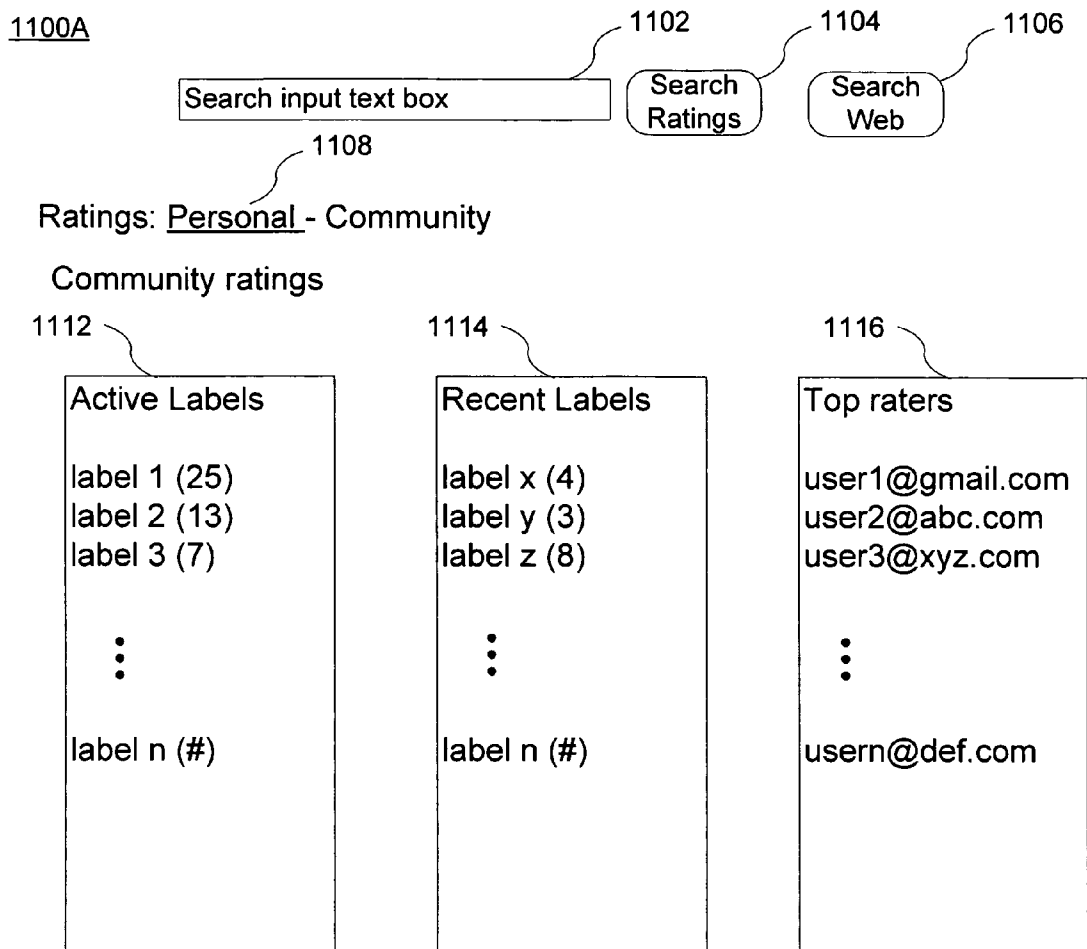 1100A
1102
1104
1106
Search input text box
Search
Ratings
Search
Web
1108
Ratings: Personal - Community
Community ratings
1112
1114
1116
Active Labels
label 1 (25)
label 2 (13)
label 3 (7)
label n (#)
Recent Labels
label x (4)
label y (3)
label z (8)
label n (#)
Top raters
user1@gmail.com
user2@abc.com
user3@xyz.com
usern@def.com